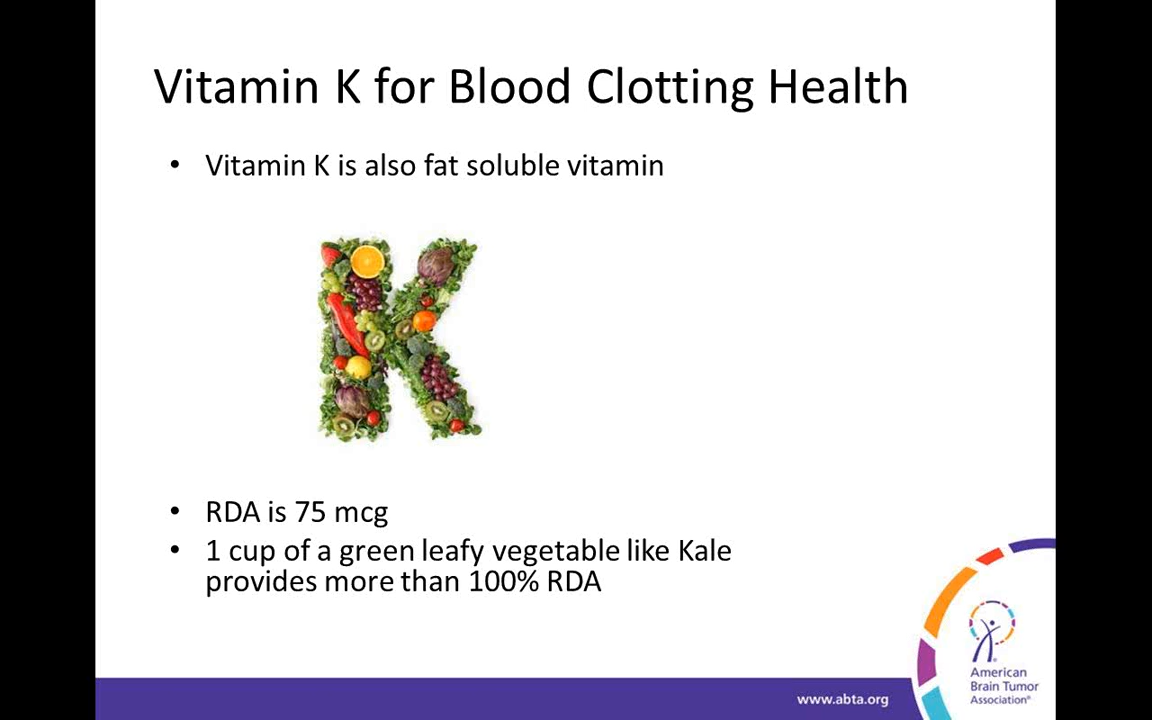 Vitamin K for Blood Clotting Health
• Vitamin K is also fat soluble vitamin
• RDA is 75 mcg
• 1 cup of a green leafy vegetable like Kale
provides more than 100% RDA
American
Brain Tumor
Association®
www.abta.org